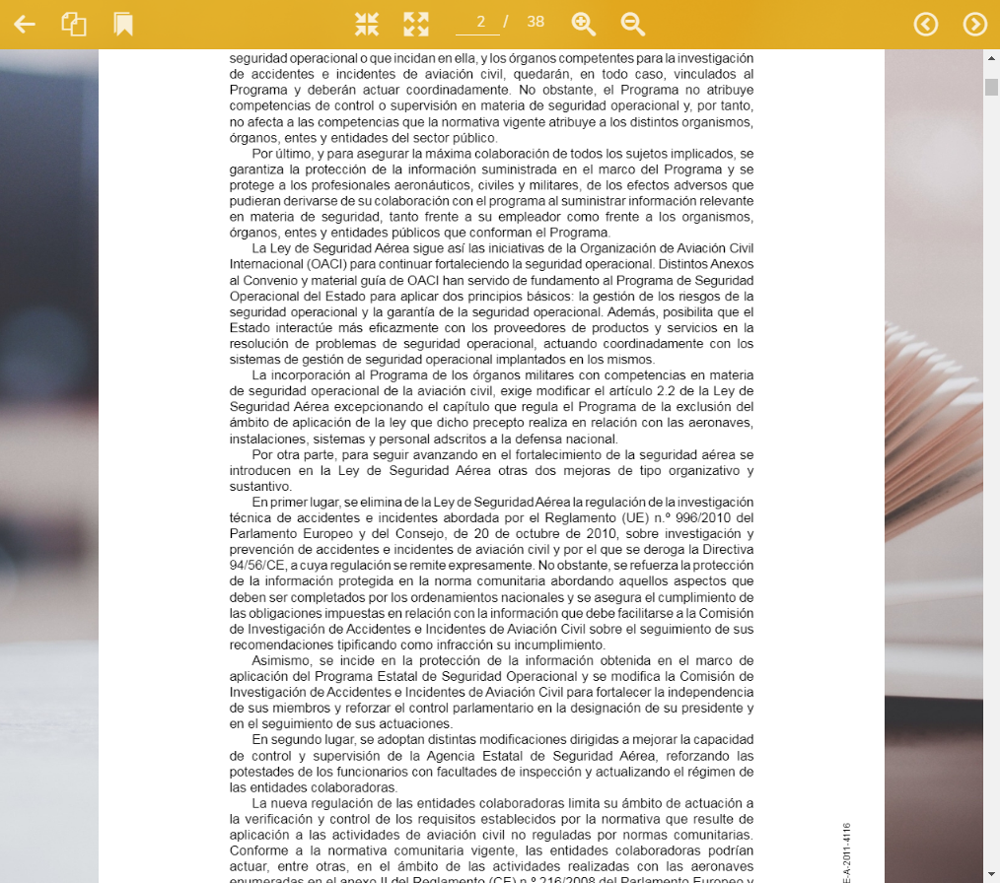 2 / 38
seguridad operacional o que incidan en ella, y los órganos competentes para la investigación
de accidentes e incidentes de aviación civil, quedarán, en todo caso, vinculados al
Programa y deberán actuar coordinadamente. No obstante, el Programa no atribuye
competencias de control o supervisión en materia de seguridad operacional y, por tanto,
no afecta a las competencias que la normativa vigente atribuye a los distintos organismos,
órganos, entes y entidades del sector público.
Por último, y para asegurar la máxima colaboración de todos los sujetos implicados, se
garantiza la protección de la información suministrada en el marco del Programa y se
protege a los profesionales aeronáuticos, civiles y militares, de los efectos adversos que
pudieran derivarse de su colaboración con el programa al suministrar información relevante
en materia de seguridad, tanto frente a su empleador como frente a los organismos,
órganos, entes y entidades públicos que conforman el Programa.
La Ley de Seguridad Aérea sigue así las iniciativas de la Organización de Aviación Civil
Internacional (OACI) para continuar fortaleciendo la seguridad operacional. Distintos Anexos
al Convenio y material guía de OACI han servido de fundamento al Programa de Seguridad
Operacional del Estado para aplicar dos principios básicos: la gestión de los riesgos de la
seguridad operacional y la garantía de la seguridad operacional. Además, posibilita que el
Estado interactúe más eficazmente con los proveedores de productos y servicios en la
resolución de problemas de seguridad operacional, actuando coordinadamente con los
sistemas de gestión de seguridad operacional implantados en los mismos.
La incorporación al Programa de los órganos militares con competencias en materia
de seguridad operacional de la aviación civil, exige modificar el artículo 2.2 de la Ley de
Seguridad Aérea excepcionando el capítulo que regula el Programa de la exclusión del
ámbito de aplicación de la ley que dicho precepto realiza en relación con las aeronaves,
instalaciones, sistemas y personal adscritos a la defensa nacional.
Por otra parte, para seguir avanzando en el fortalecimiento de la seguridad aérea se
introducen en la Ley de Seguridad Aérea otras dos mejoras de tipo organizativo y
sustantivo.
En primer lugar, se elimina de la Ley de Seguridad Aérea la regulación de la investigación
técnica de accidentes e incidentes abordada por el Reglamento (UE) n.º 996/2010 del
Parlamento Europeo y del Consejo, de 20 de octubre de 2010, sobre investigación y
prevención de accidentes e incidentes de aviación civil y por el que se deroga la Directiva
94/56/CE, a cuya regulación se remite expresamente. No obstante, se refuerza la protección
de la información protegida en la norma comunitaria abordando aquellos aspectos que
deben ser completados por los ordenamientos nacionales y se asegura el cumplimiento de
las obligaciones impuestas en relación con la información que debe facilitarse a la Comisión
de Investigación de Accidentes e Incidentes de Aviación Civil sobre el seguimiento de sus
recomendaciones tipificando como infracción su incumplimiento.
Asimismo, se incide en la protección de la información obtenida en el marco de
aplicación del Programa Estatal de Seguridad Operacional y se modifica la Comisión de
Investigación de Accidentes e Incidentes de Aviación Civil para fortalecer la independencia
de sus miembros y reforzar el control parlamentario en la designación de su presidente y
en el seguimiento de sus actuaciones.
En segundo lugar, se adoptan distintas modificaciones dirigidas a mejorar la capacidad
de control y supervisión de la Agencia Estatal de Seguridad Aérea, reforzando las
potestades de los funcionarios con facultades de inspección y actualizando el régimen de
las entidades colaboradoras.
La nueva regulación de las entidades colaboradoras limita su ámbito de actuación a
la verificación y control de los requisitos establecidos por la normativa que resulte de
aplicación a las actividades de aviación civil no reguladas por normas comunitarias.
Conforme a la normativa comunitaria vigente, las entidades colaboradoras podrían
actuar, entre otras, en el ámbito de las actividades realizadas con las aeronaves
enumeradas en el anexo II del Reglamento (CE) n.º 216/2008 del Parlamento Europeo y
E-A-2011-4116